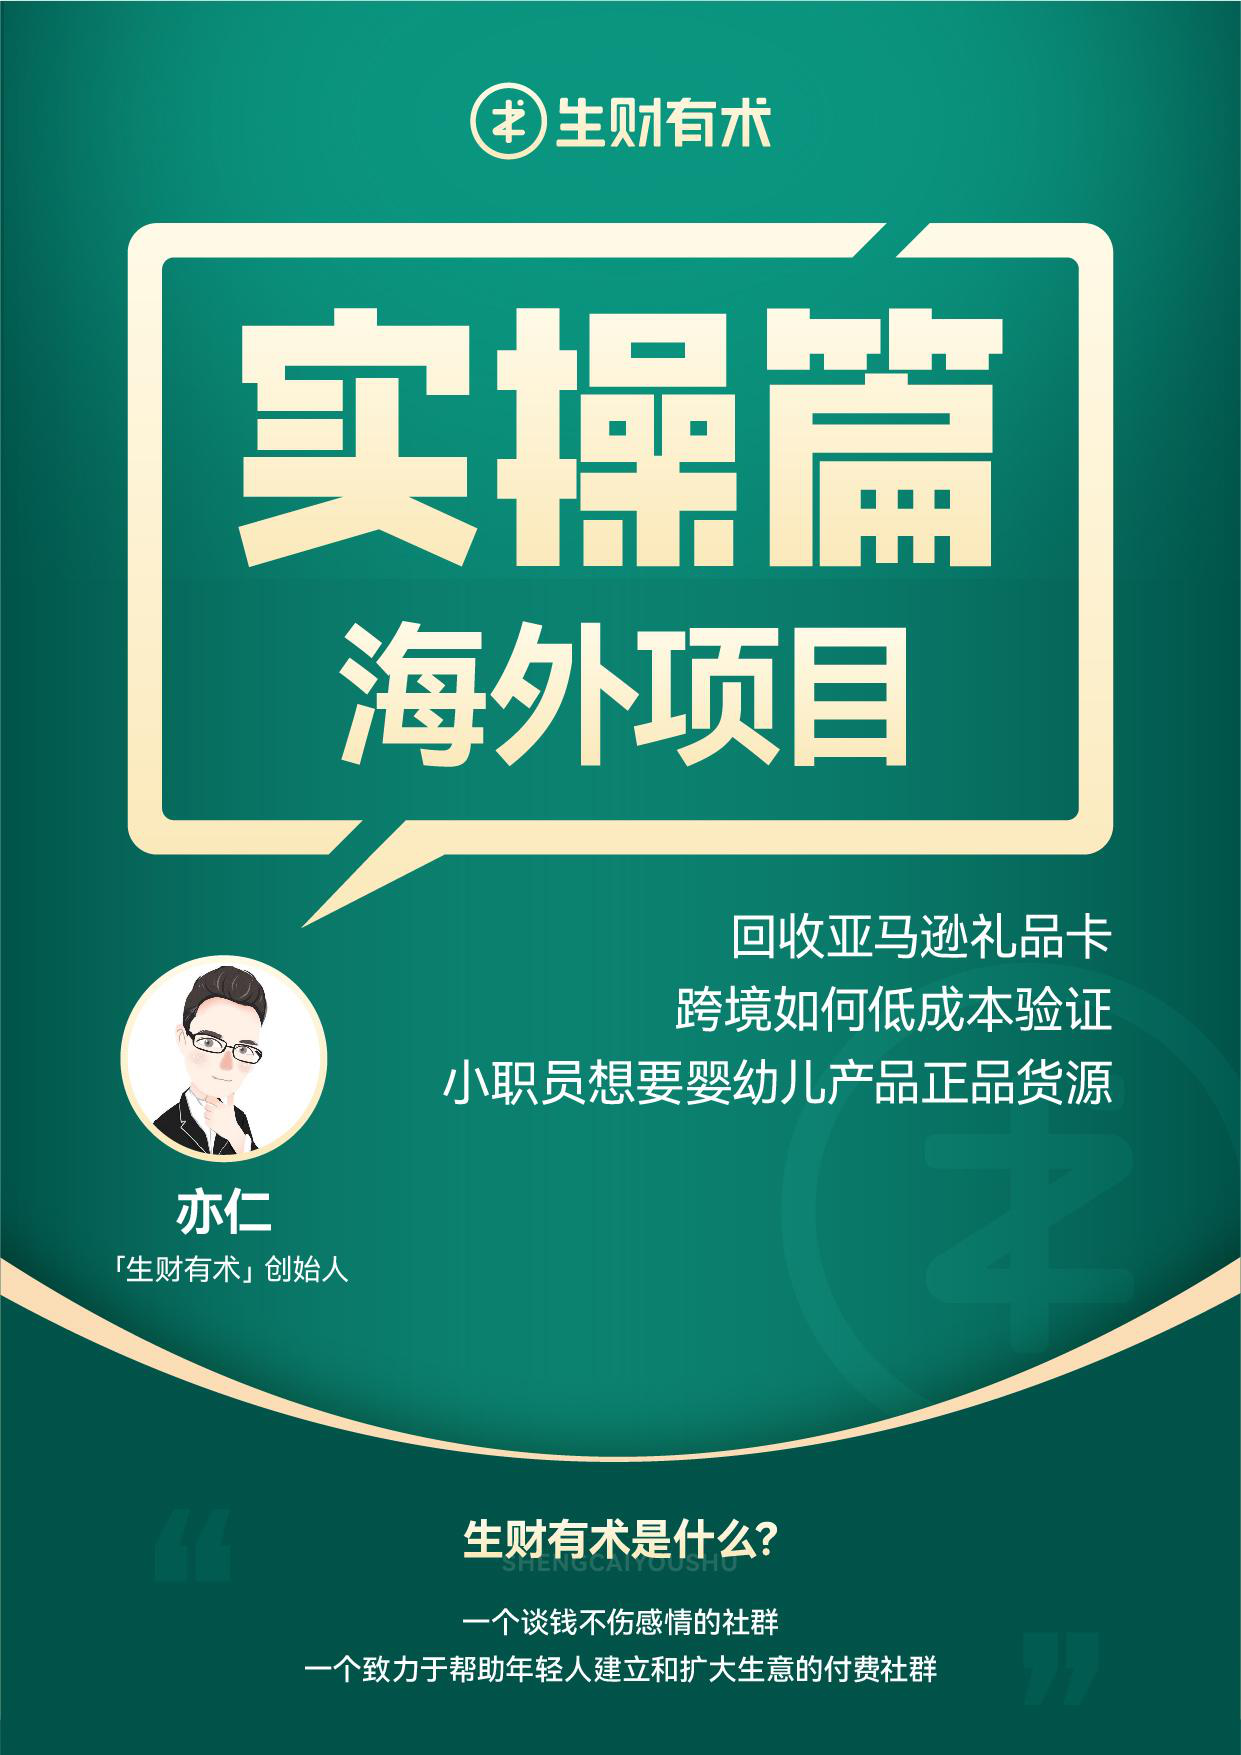 生财有术
实操篇
海外项目
回收亚马逊礼品卡
跨境如何低成本验证
小职员想要婴幼儿产品正品货源
亦仁
「生财有术」创始人
生财有术是什么?
SHENGCAIYOUSHU
一个谈钱不伤感情的社群
一个致力于帮助年轻人建立和扩大生意的付费社群